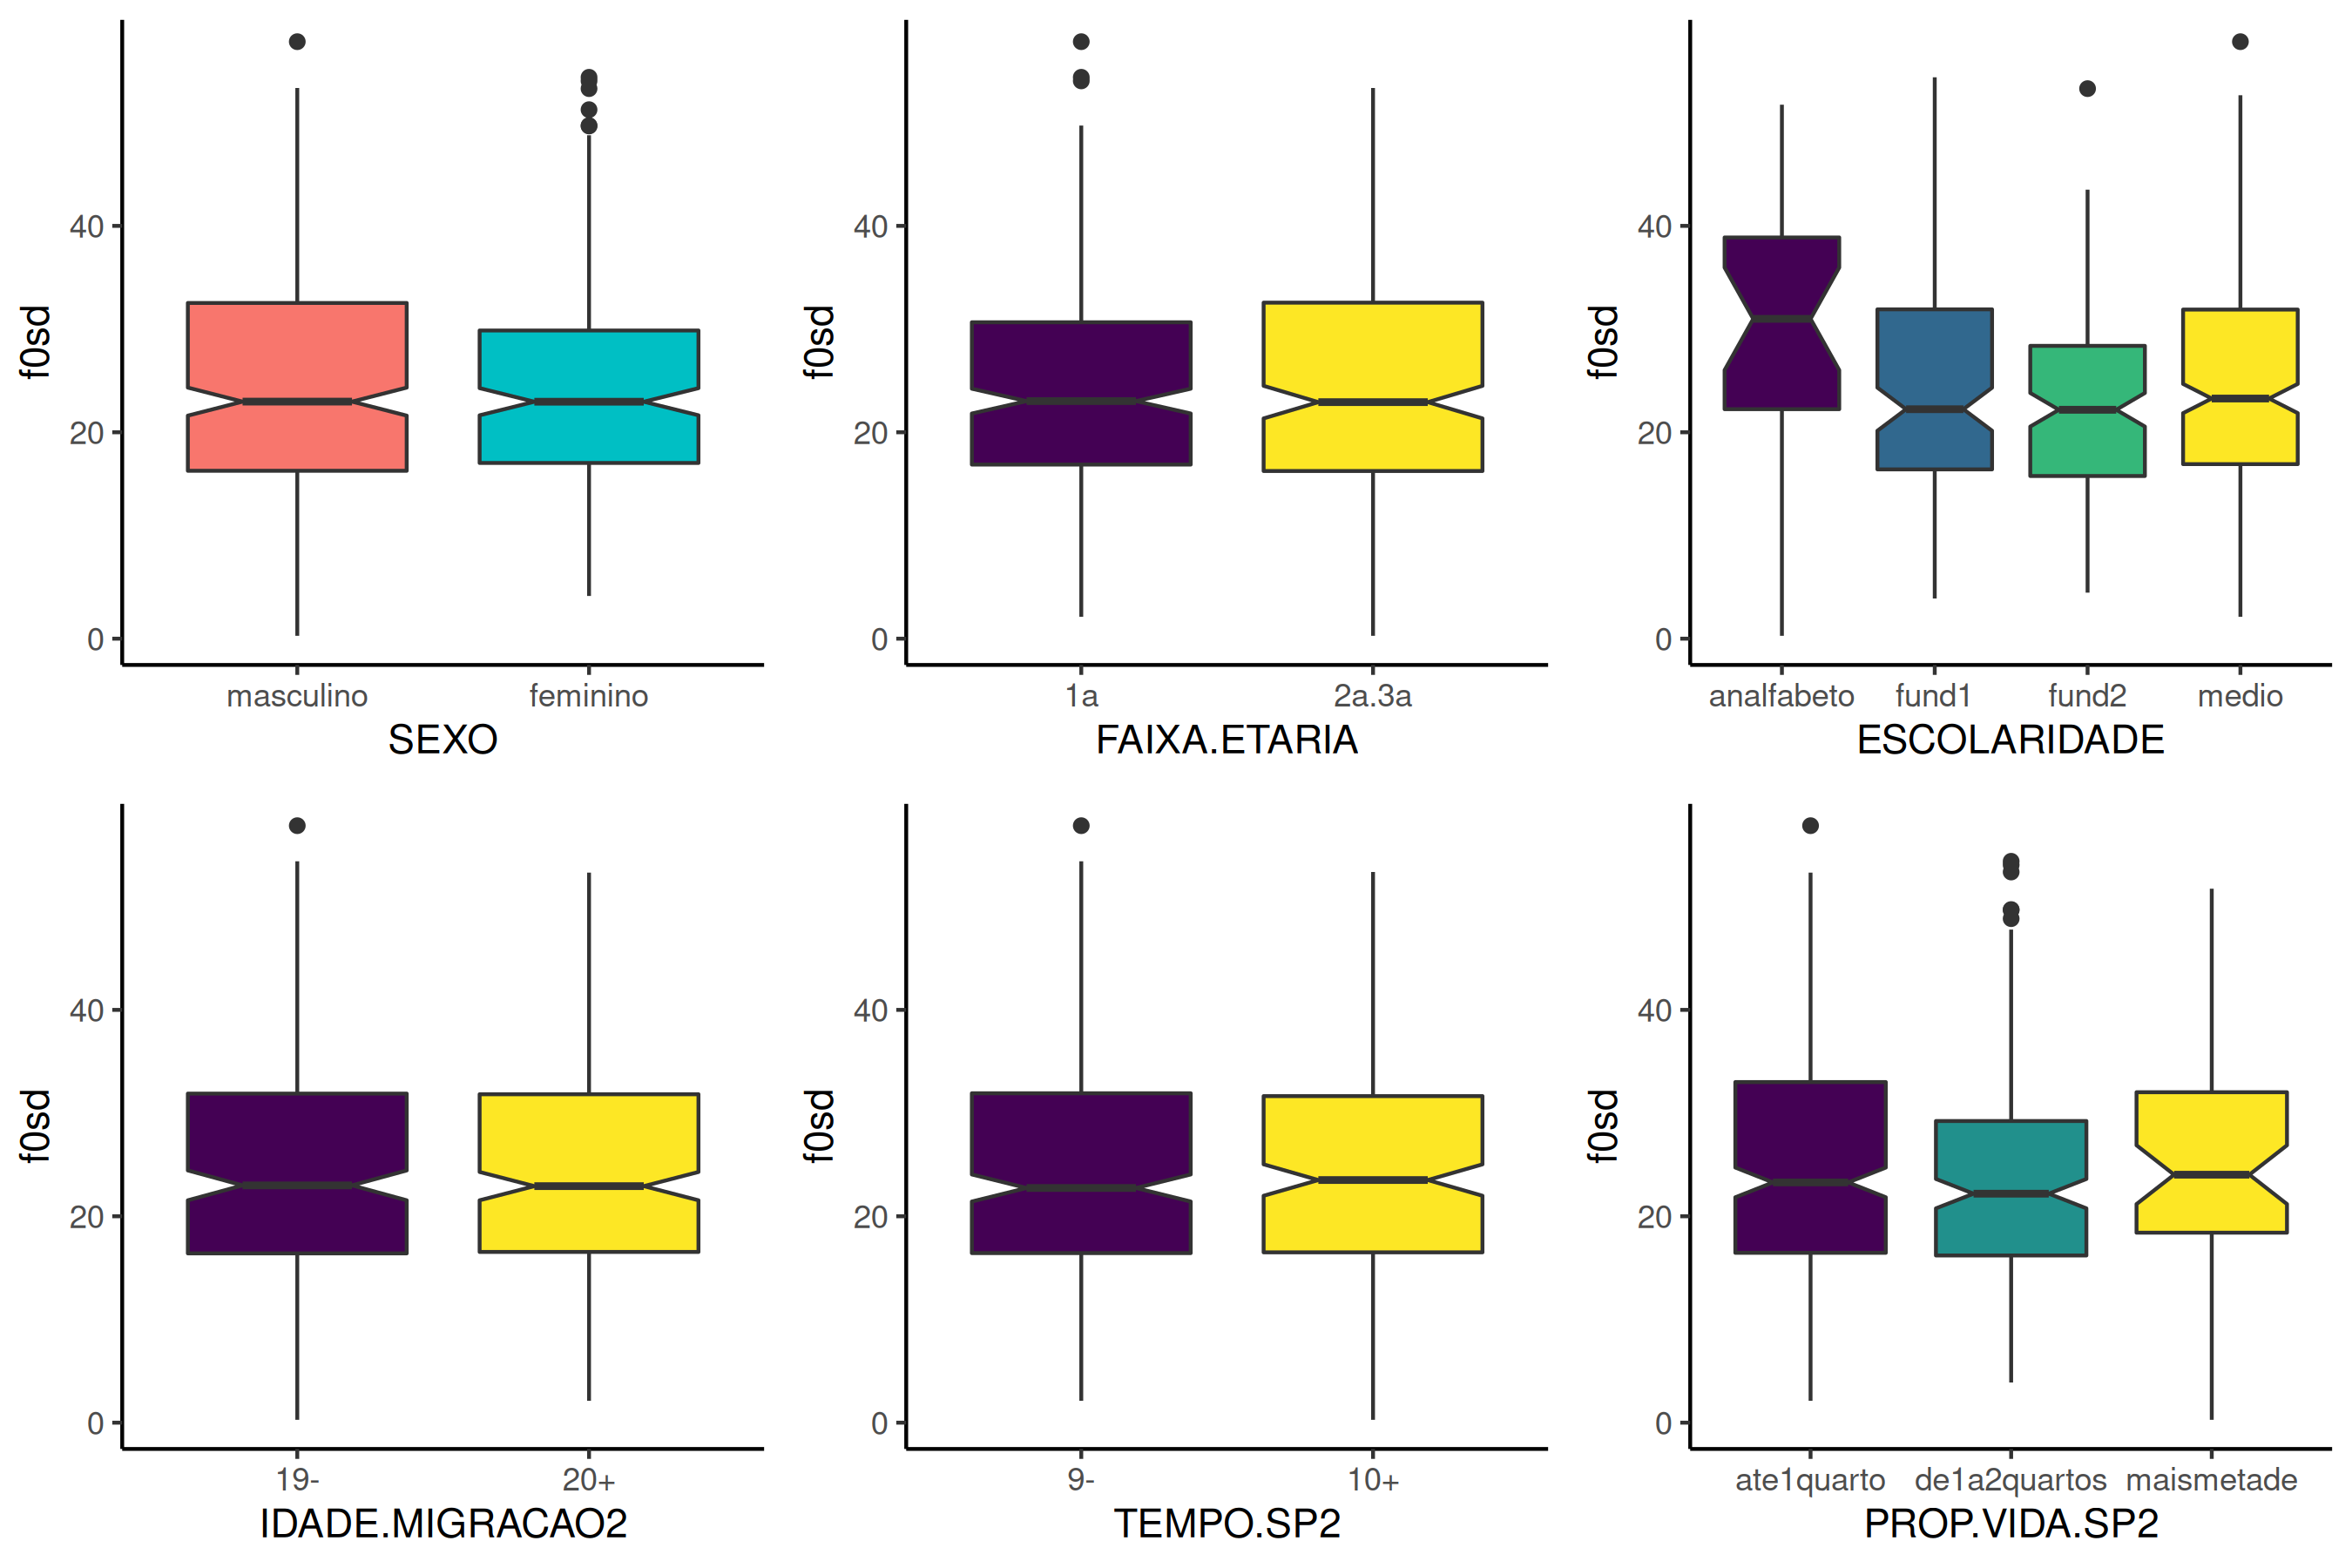 f0sd
40
20
0
masculino feminino
SEXO
f0sd
40
20
0
1a 2a.3a
FAIXA.ETARIA
f0sd
40
20
0
analfabeto fund1 fund2 medio
ESCOLARIDADE
f0sd
40
20
0
19- 20+
IDADE.MIGRACAO2
f0sd
40
20
0
9- 10+
TEMPO.SP2
f0sd
40
20
0
ate1quarto de1a2quartos maismetade
PROP.VIDA.SP2